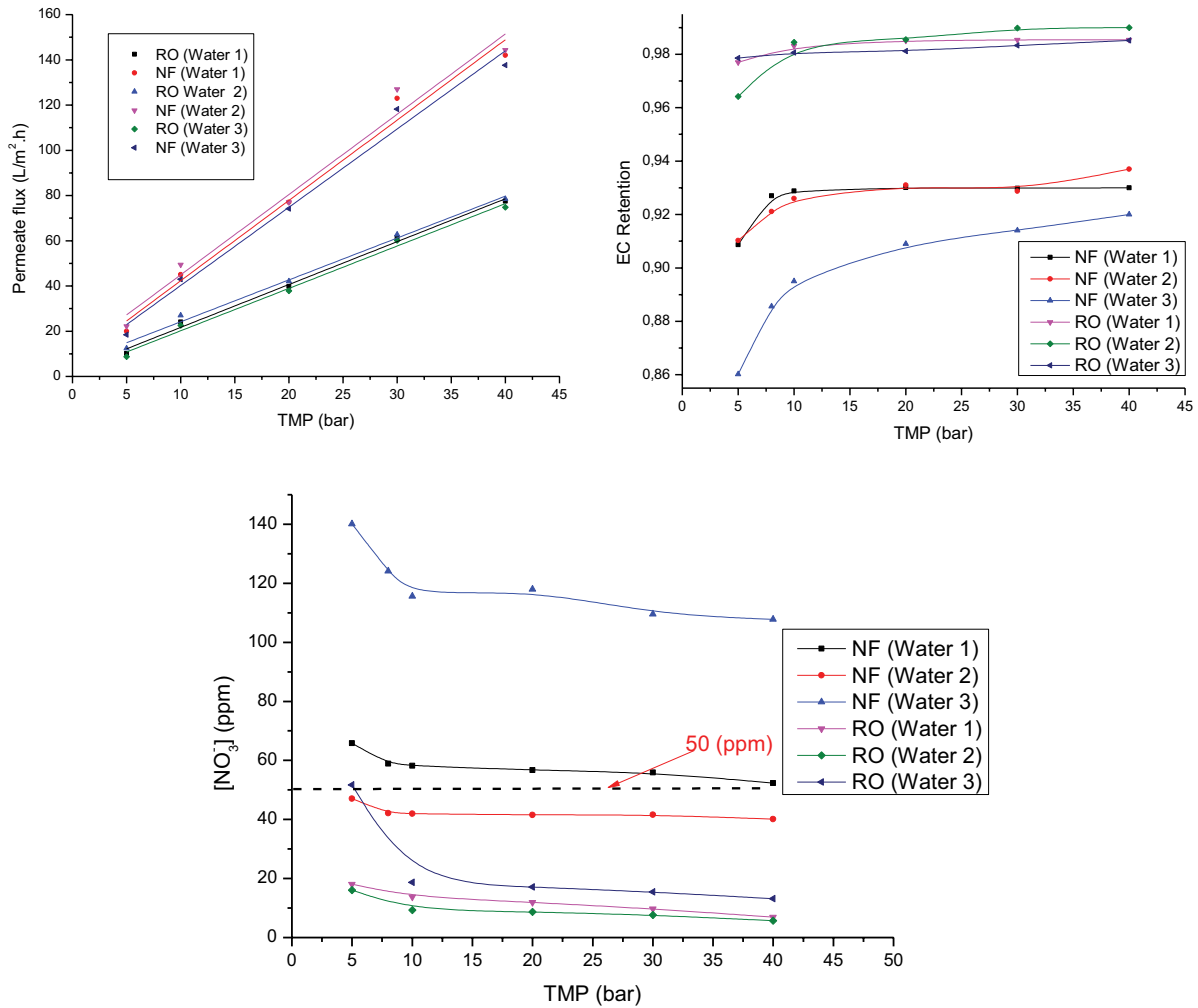 160
140
120
100
80
60
40
20
0
Permeate flux (L/m².h)
RO (Water 1)
NF (Water 1)
RO Water 2)
NF (Water 2)
RO (Water 3)
NF (Water 3)
0 5 10 15 20 25 30 35 40 45
TMP (bar)
0,98
0,96
0,94
0,92
0,90
0,88
0,86
EC Retention
NF (Water 1)
NF (Water 2)
NF (Water 3)
RO (Water 1)
RO (Water 2)
RO (Water 3)
0 5 10 15 20 25 30 35 40 45
TMP (bar)
140
120
100
80
60
40
20
0
[NO₃⁻] (ppm)
50 (ppm)
NF (Water 1)
NF (Water 2)
NF (Water 3)
RO (Water 1)
RO (Water 2)
RO (Water 3)
0 5 10 15 20 25 30 35 40 45 50
TMP (bar)